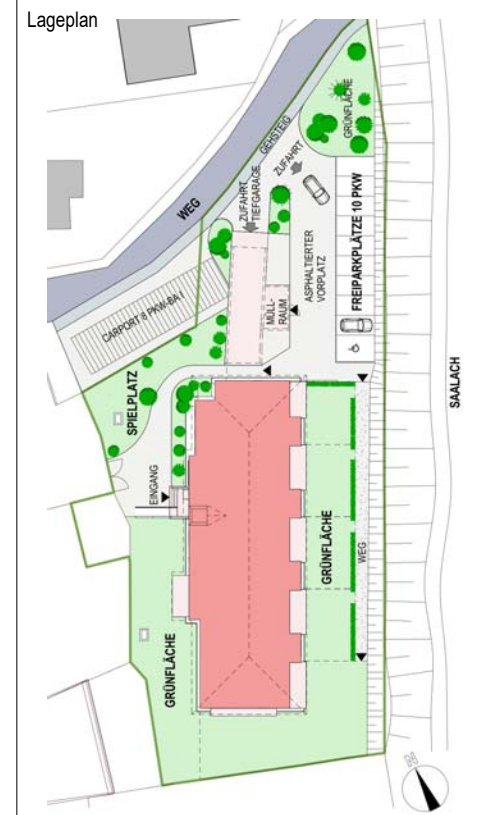 Lageplan
GRÜNFLÄCHE
GEHSTEIG
ZUFAHRT
WEG
ZUFAHRT
TIEFGARAGE
FREIPARKPLÄTZE 10 PKW
ASPHALTIERTER
VORPLATZ
CARPORT 8 PKW-BA I
MÜLL-
RAUM
SPIELPLATZ
SAALACH
EINGANG
GRÜNFLÄCHE
WEG
GRÜNFLÄCHE
N